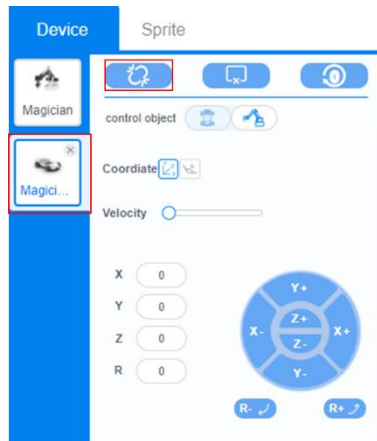 Device Sprite
Magician
control object
Magici...
Coordiate
Velocity
X 0
Y 0
Z 0
R 0
Y+
X- Z+ X+
Z-
Y-
R- R+